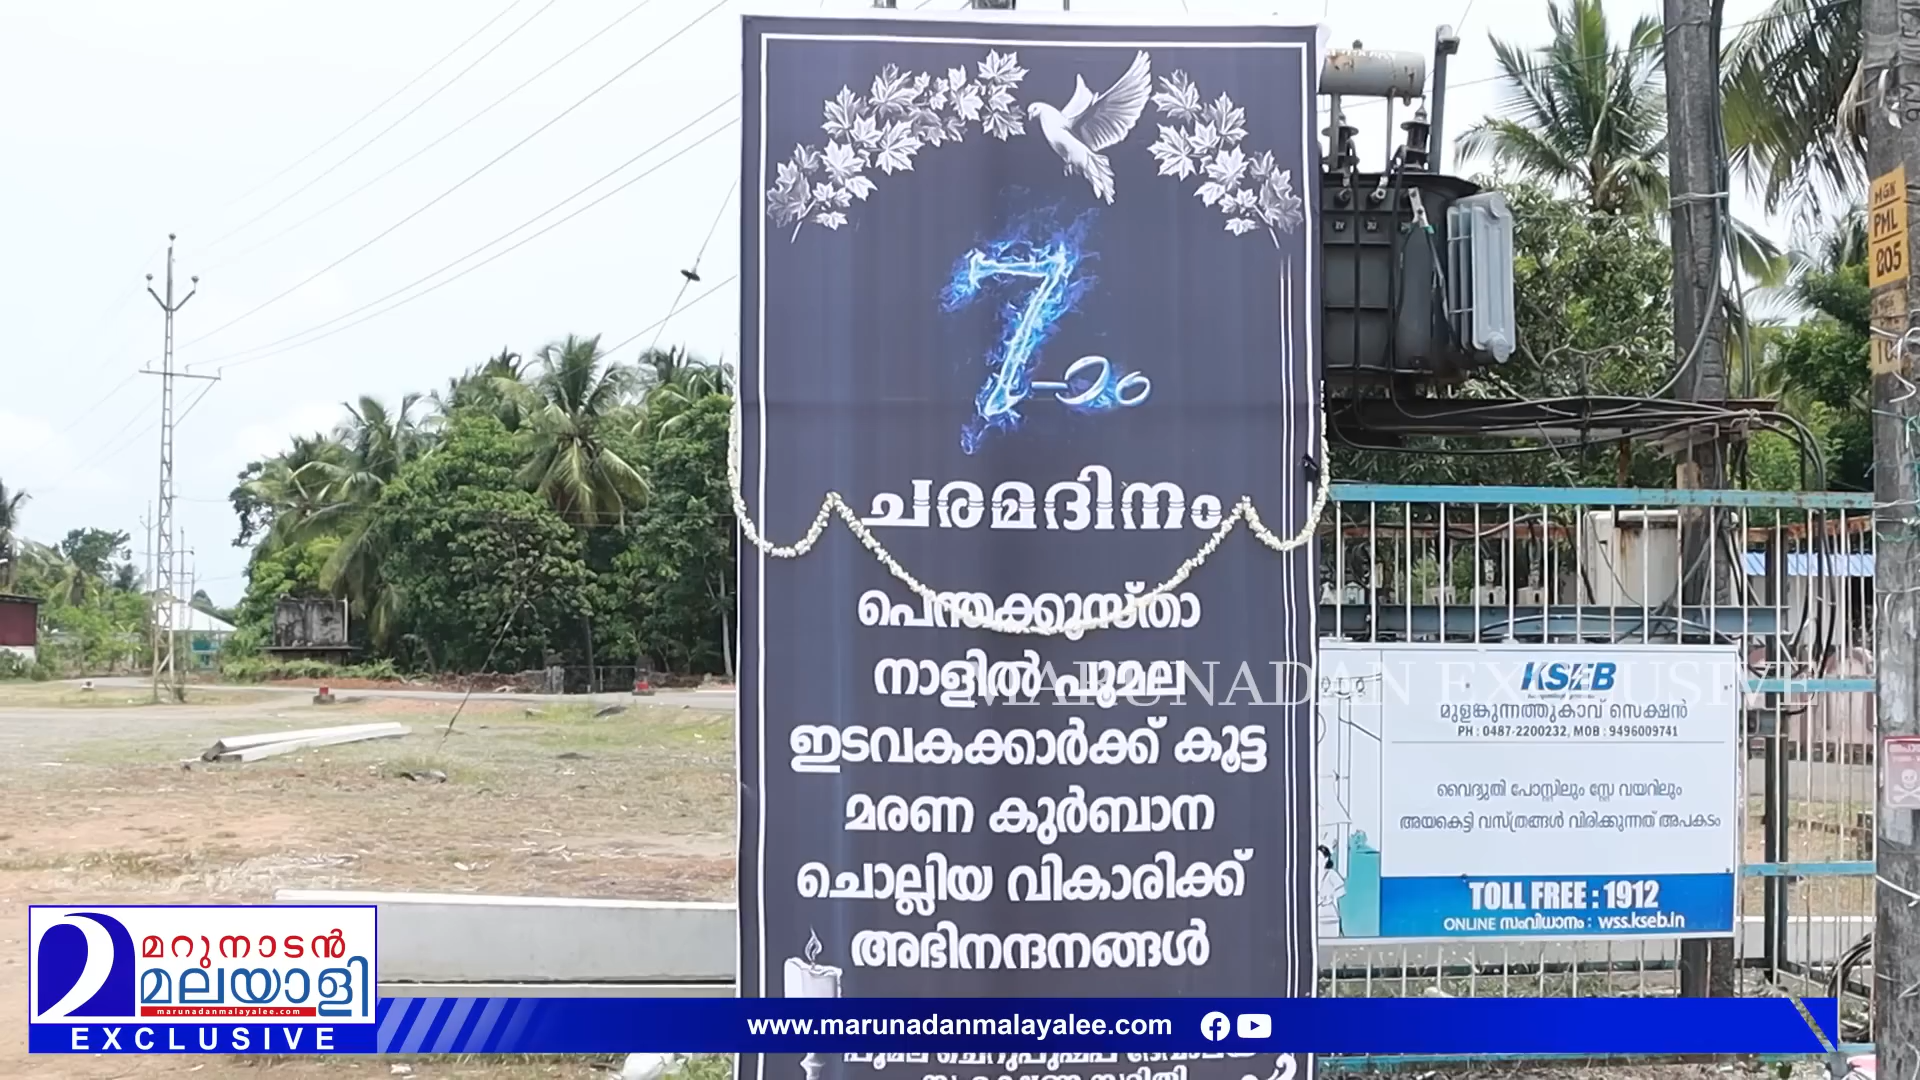 7-ാം
ചരമദിനം
പെന്തക്കൂസ്താ
നാളിൽ പൂമല
ഇടവകക്കാർക്ക് കൂട്ട
മരണ കുർബാന
ചൊല്ലിയ വികാരിക്ക്
അഭിനന്ദനങ്ങൾ
MARUNADAN EXCLUSIVE
KSEB
മുളങ്കുന്നത്തുകാവ് സെക്ഷൻ
PH : 0487-2200232, MOB : 9496009741
വൈദ്യുതി പോസ്റ്റിലും സ്റ്റേ വയറിലും
അയകെട്ടി വസ്ത്രങ്ങൾ വിരിക്കുന്നത് അപകടം
TOLL FREE : 1912
ONLINE സംവിധാനം : wss.kseb.in
MGK
PML
205
മറുനാടൻ
മലയാളി
marunadanmalayalee.com
EXCLUSIVE
www.marunadanmalayalee.com